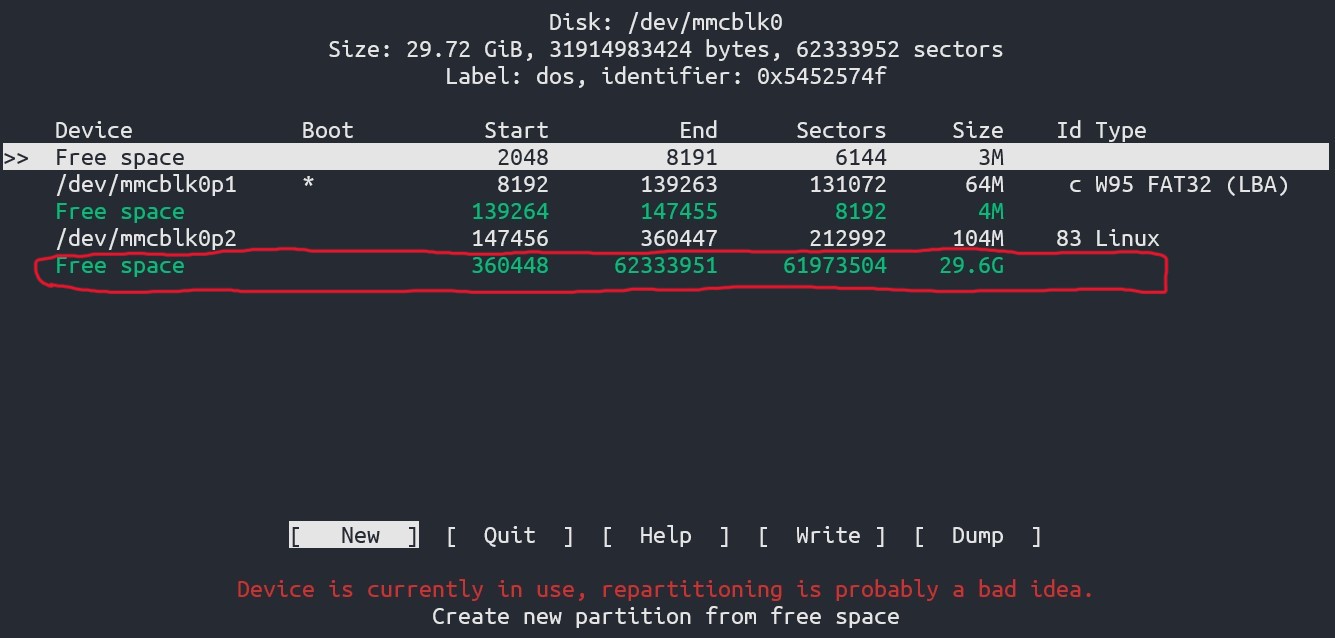 Disk: /dev/mmcblk0
Size: 29.72 GiB, 31914983424 bytes, 62333952 sectors
Label: dos, identifier: 0x5452574f
Device Boot Start End Sectors Size Id Type
>> Free space 2048 8191 6144 3M
/dev/mmcblk0p1 * 8192 139263 131072 64M c W95 FAT32 (LBA)
Free space 139264 147455 8192 4M
/dev/mmcblk0p2 147456 360447 212992 104M 83 Linux
Free space 360448 62333951 61973504 29.6G
[ New ] [ Quit ] [ Help ] [ Write ] [ Dump ]
Device is currently in use, repartitioning is probably a bad idea.
Create new partition from free space